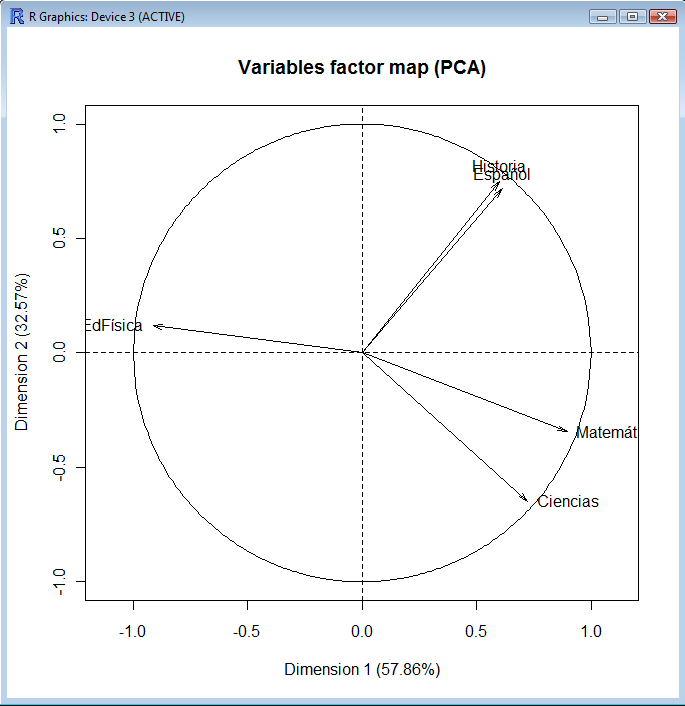 R Graphics: Device 3 (ACTIVE)
Variables factor map (PCA)
Historia
Español
EdFísica
Matemát
Ciencias
1.0
0.5
0.0
-0.5
-1.0
Dimension 2 (32.57%)
-1.0
-0.5
0.0
0.5
1.0
Dimension 1 (57.86%)